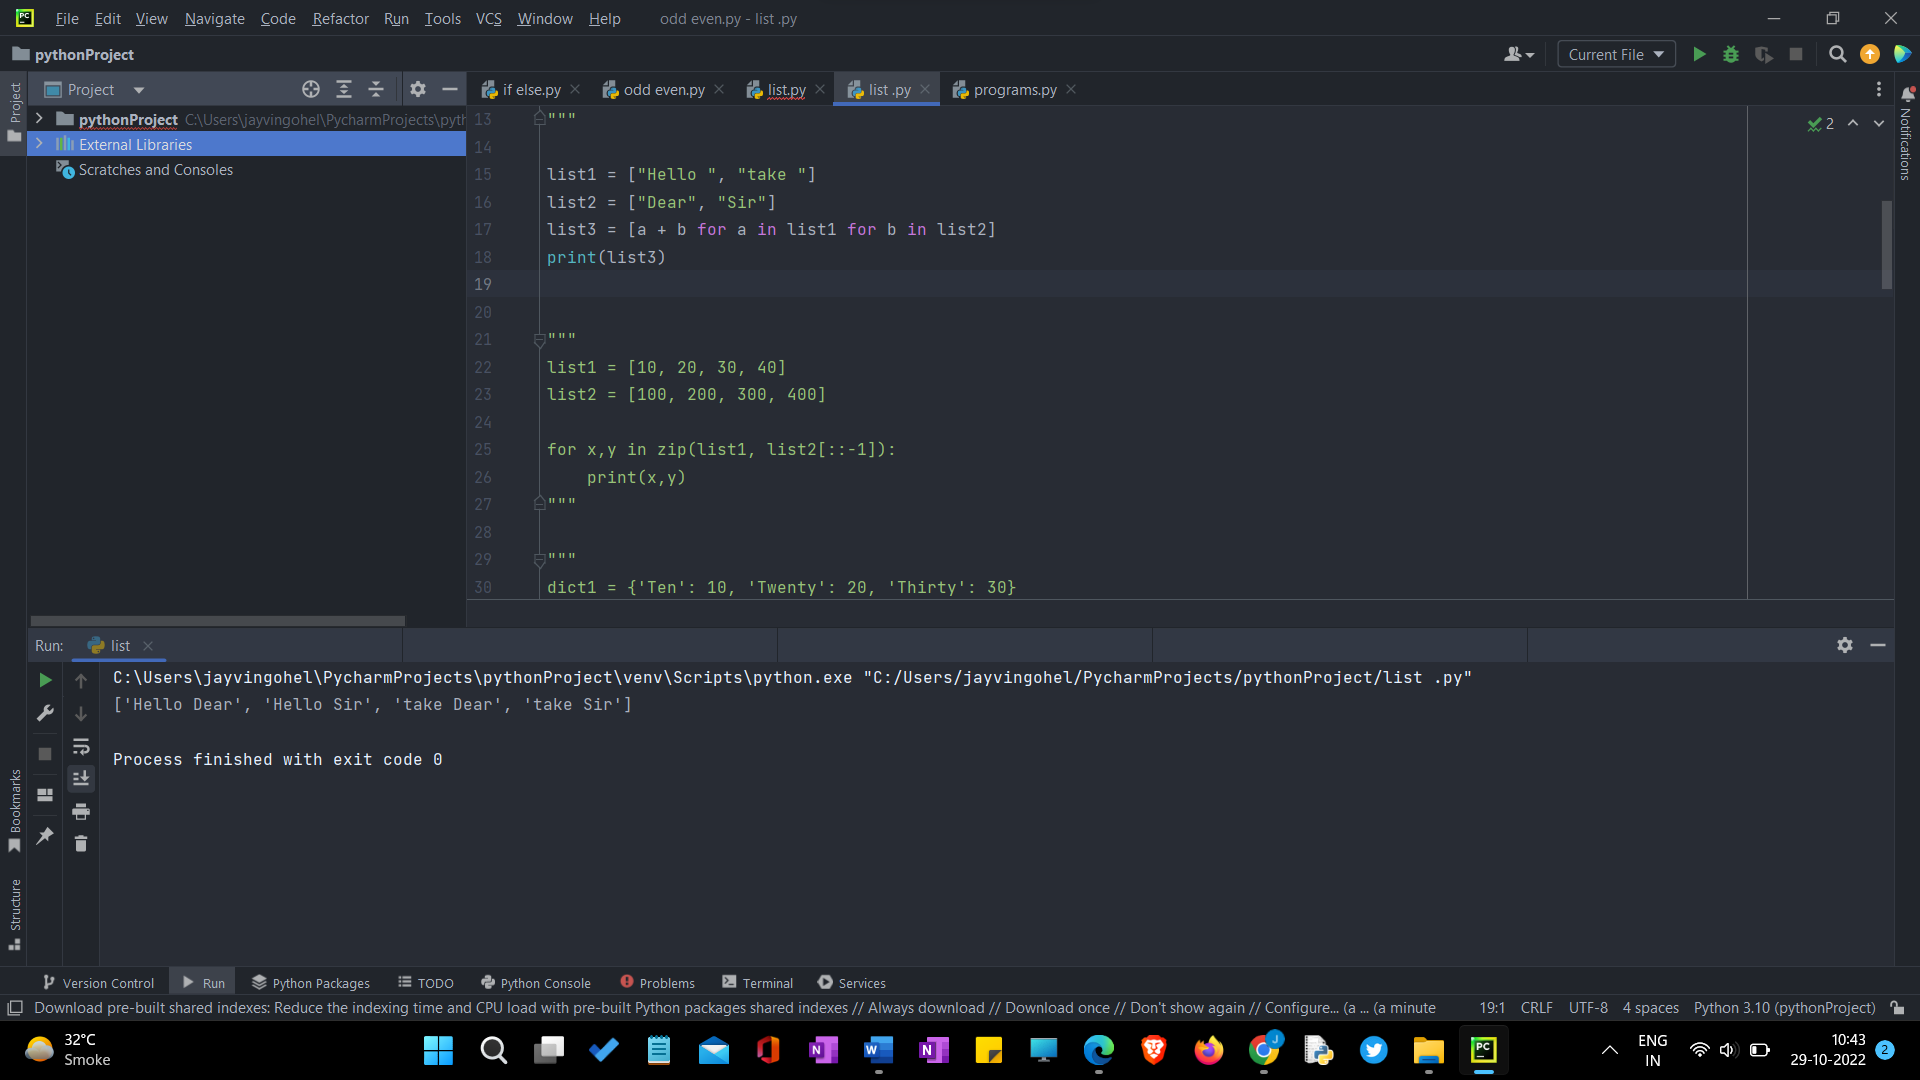 File Edit View Navigate Code Refactor Run Tools VCS Window Help odd even.py - list .py
pythonProject
Current File
Project
if else.py
odd even.py
list.py
list .py
programs.py
Project
pythonProject C:\Users\jayvingohel\PycharmProjects\pyth
External Libraries
Scratches and Consoles
Notifications
2
13 """
14
15 list1 = ["Hello ", "take "]
16 list2 = ["Dear", "Sir"]
17 list3 = [a + b for a in list1 for b in list2]
18 print(list3)
19
20
21 """
22 list1 = [10, 20, 30, 40]
23 list2 = [100, 200, 300, 400]
24
25 for x,y in zip(list1, list2[::-1]):
26     print(x,y)
27 """
28
29 """
30 dict1 = {'Ten': 10, 'Twenty': 20, 'Thirty': 30}
Run: list
C:\Users\jayvingohel\PycharmProjects\pythonProject\venv\Scripts\python.exe "C:/Users/jayvingohel/PycharmProjects/pythonProject/list .py"
['Hello Dear', 'Hello Sir', 'take Dear', 'take Sir']
Process finished with exit code 0
Bookmarks
Structure
Version Control Run Python Packages TODO Python Console Problems Terminal Services
Download pre-built shared indexes: Reduce the indexing time and CPU load with pre-built Python packages shared indexes // Always download // Download once // Don't show again // Configure... (a ... (a minute 19:1 CRLF UTF-8 4 spaces Python 3.10 (pythonProject)
32°C
Smoke
J
ENG
IN
10:43
29-10-2022
2